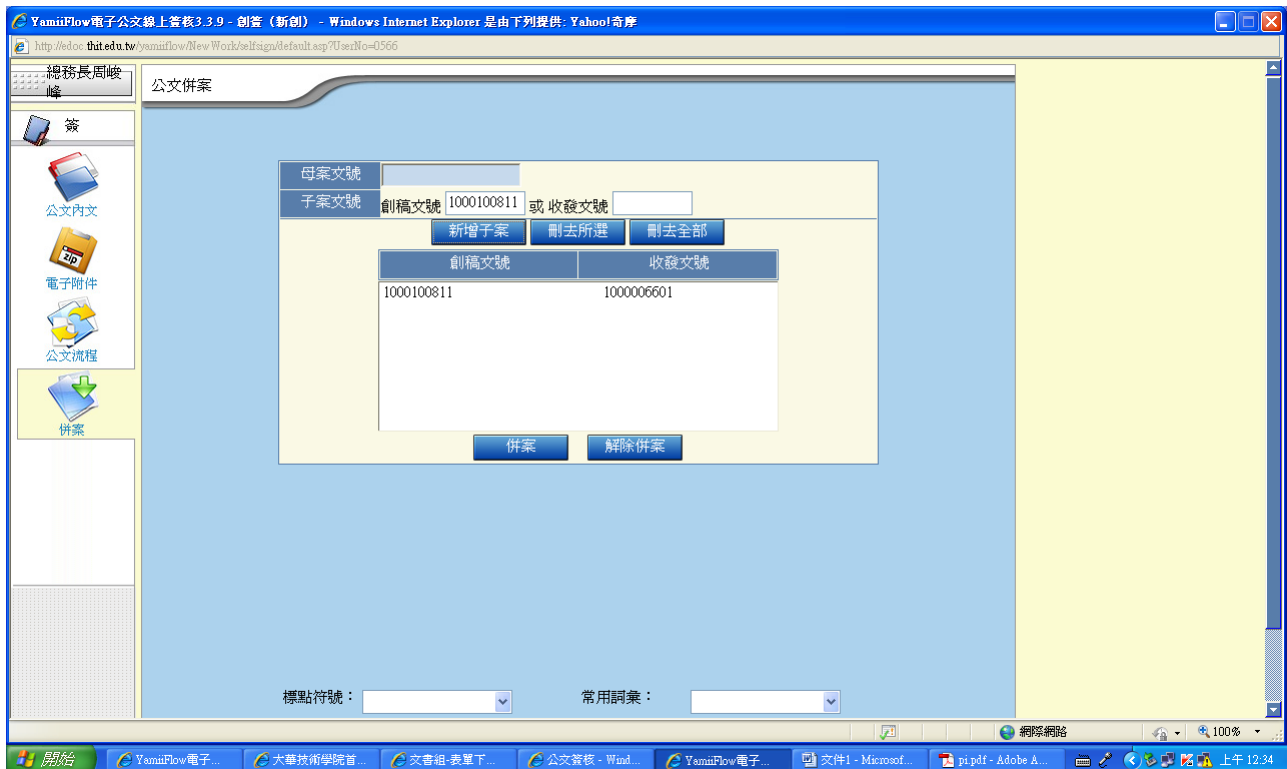 YamiiFlow電子公文線上簽核3.3.9 - 創簽（新創） - Windows Internet Explorer 是由下列提供: Yahoo!奇摩
http://edoc.thit.edu.tw/yamiiflow/NewWork/selfsign/default.asp?UserNo=0566
總務長周峻
峰
公文併案
簽
公文內文
電子附件
公文流程
併案
母案文號
子案文號 創稿文號 1000100811 或 收發文號
新增子案 刪去所選 刪去全部
創稿文號 收發文號
1000100811 1000006601
併案 解除併案
標點符號： 常用詞彙：
網際網路 100%
開始 YamiiFlow電子... 大華技術學院首... 文書組-表單下... 公文簽核 - Wind... YamiiFlow電子... 文件1 - Microsof... pi.pdf - Adobe A... 上午 12:34